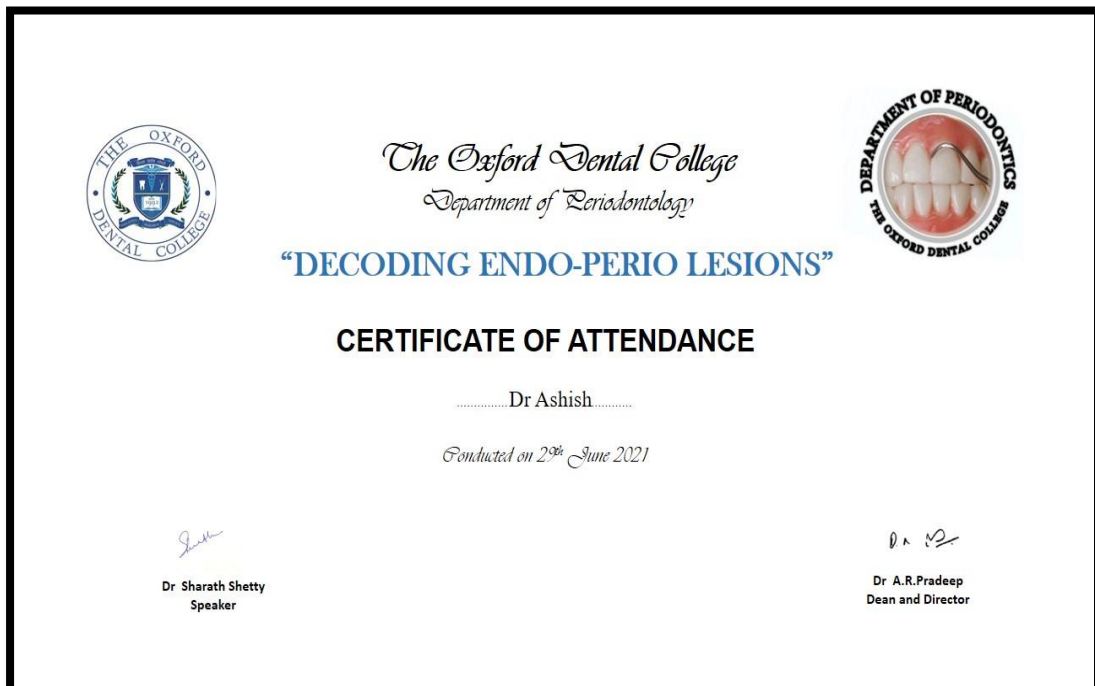 THE OXFORD
DENTAL COLLEGE
1992
DEPARTMENT OF PERIODONTICS
THE OXFORD DENTAL COLLEGE
The Oxford Dental College
Department of Periodontology
“DECODING ENDO-PERIO LESIONS”
CERTIFICATE OF ATTENDANCE
...............Dr Ashish............
Conducted on 29th June 2021
Dr Sharath Shetty
Speaker
Dr A.R.Pradeep
Dean and Director